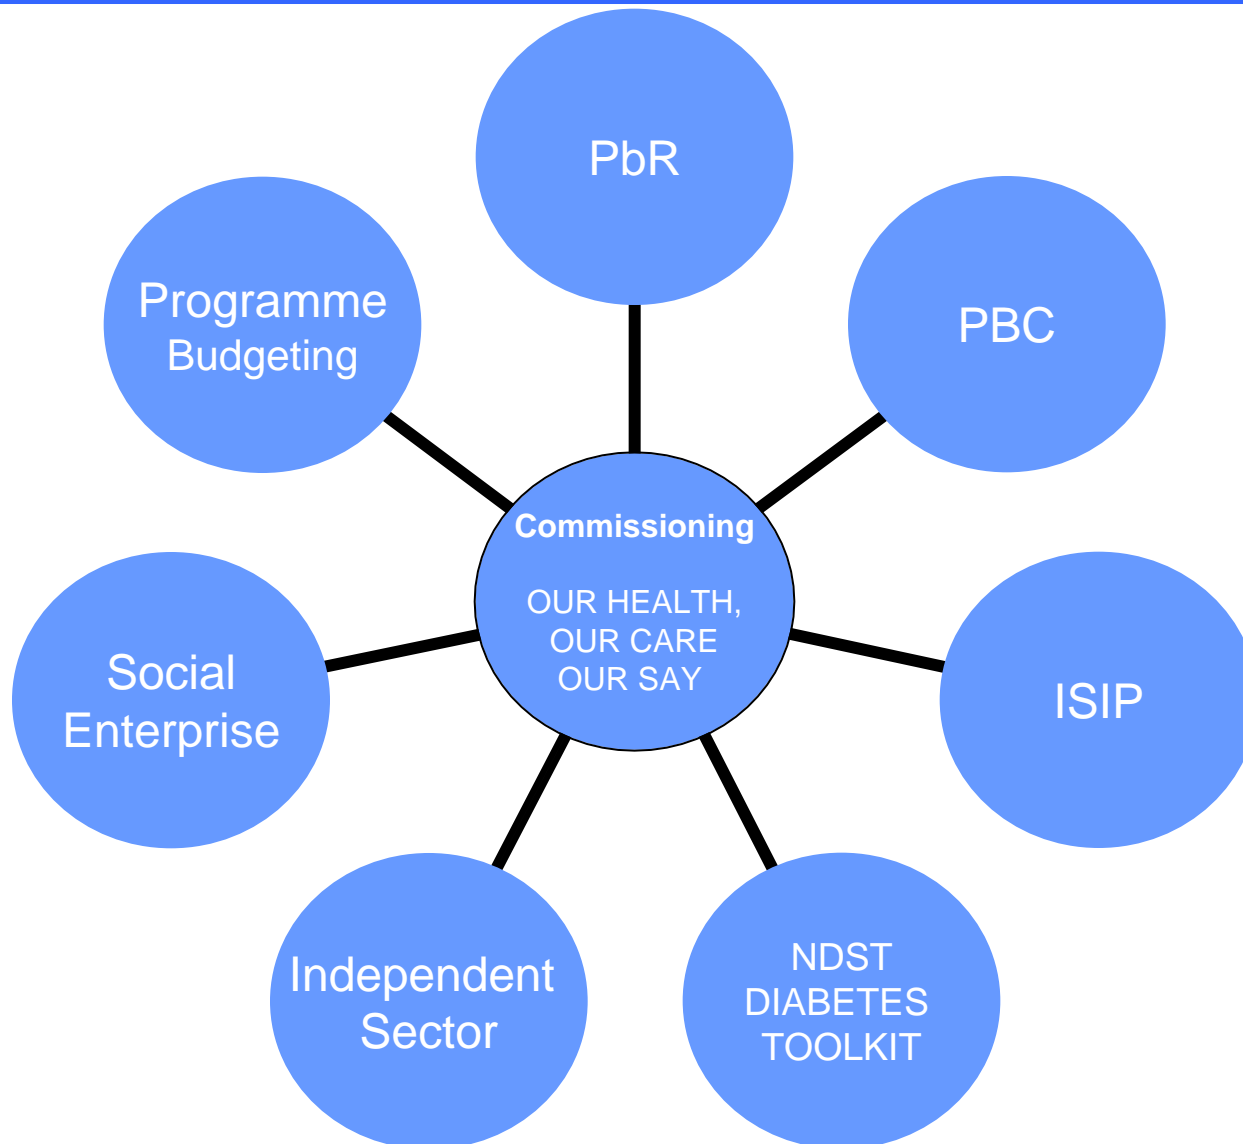 PbR
PBC
Programme
Budgeting
Commissioning
OUR HEALTH,
OUR CARE
OUR SAY
Social
Enterprise
ISIP
Independent
Sector
NDST
DIABETES
TOOLKIT